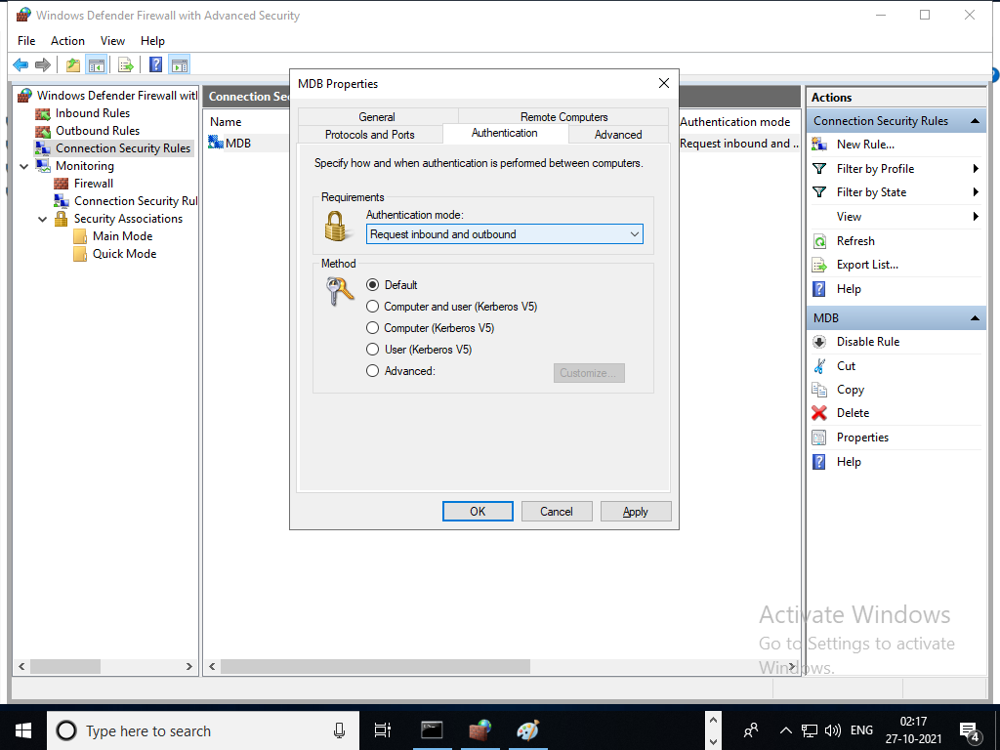 Windows Defender Firewall with Advanced Security
File Action View Help
Windows Defender Firewall wit
Inbound Rules
Outbound Rules
Connection Security Rules
Monitoring
Firewall
Connection Security Rul
Security Associations
Main Mode
Quick Mode
Connection Se
Name
MDB
Authentication mode
Request inbound and ..
MDB Properties
General
Remote Computers
Protocols and Ports
Authentication
Advanced
Specify how and when authentication is performed between computers.
Requirements
Authentication mode:
Request inbound and outbound
Method
Default
Computer and user (Kerberos V5)
Computer (Kerberos V5)
User (Kerberos V5)
Advanced:
Customize...
OK
Cancel
Apply
Actions
Connection Security Rules
New Rule...
Filter by Profile
Filter by State
View
Refresh
Export List...
Help
MDB
Disable Rule
Cut
Copy
Delete
Properties
Help
Activate Windows
Go to Settings to activate
Windows.
Type here to search
ENG
02:17
27-10-2021
4